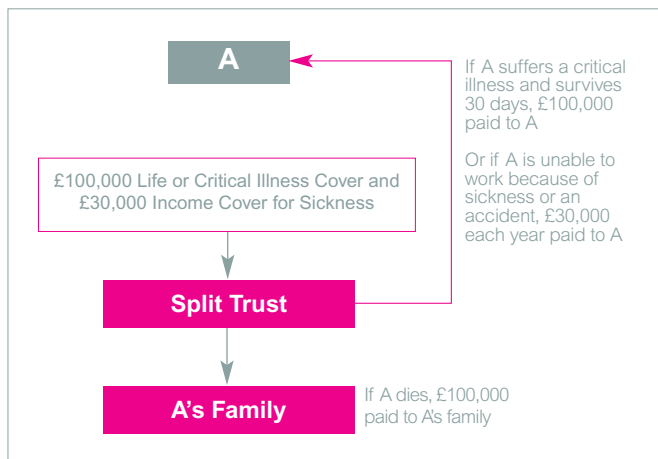 A
If A suffers a critical
illness and survives
30 days, £100,000
paid to A
Or if A is unable to
work because of
sickness or an
accident, £30,000
each year paid to A
£100,000 Life or Critical Illness Cover and
£30,000 Income Cover for Sickness
Split Trust
A's Family
If A dies, £100,000
paid to A's family